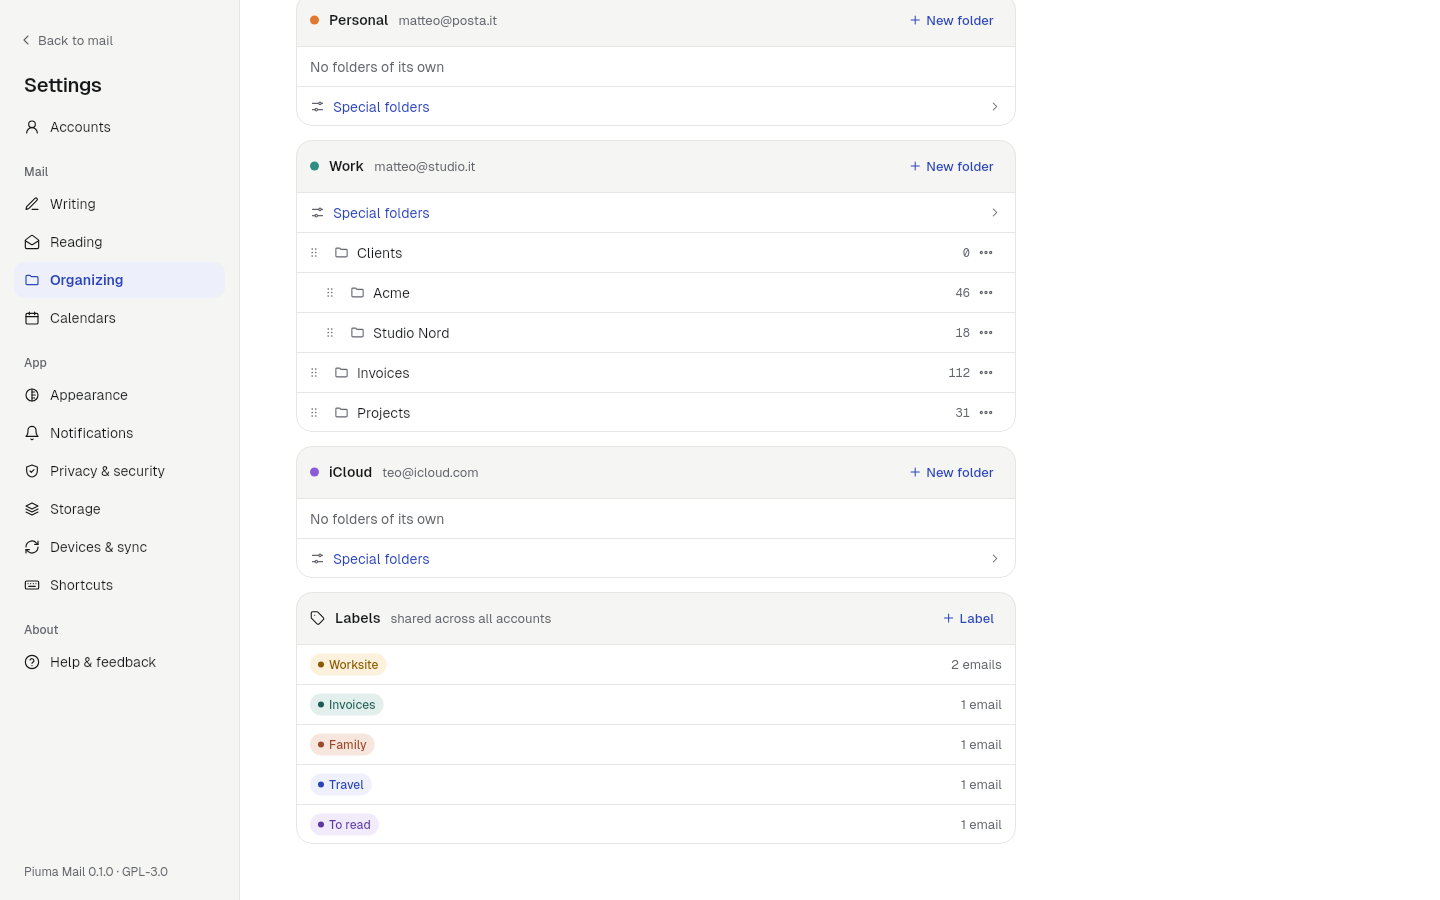 Back to mail
Settings
Accounts
Mail
Writing
Reading
Organizing
Calendars
App
Appearance
Notifications
Privacy & security
Storage
Devices & sync
Shortcuts
About
Help & feedback
Piuma Mail 0.1.0 · GPL-3.0
Personal matteo@posta.it New folder
No folders of its own
Special folders
Work matteo@studio.it New folder
Special folders
Clients 0
Acme 46
Studio Nord 18
Invoices 112
Projects 31
iCloud teo@icloud.com New folder
No folders of its own
Special folders
Labels shared across all accounts Label
Worksite 2 emails
Invoices 1 email
Family 1 email
Travel 1 email
To read 1 email